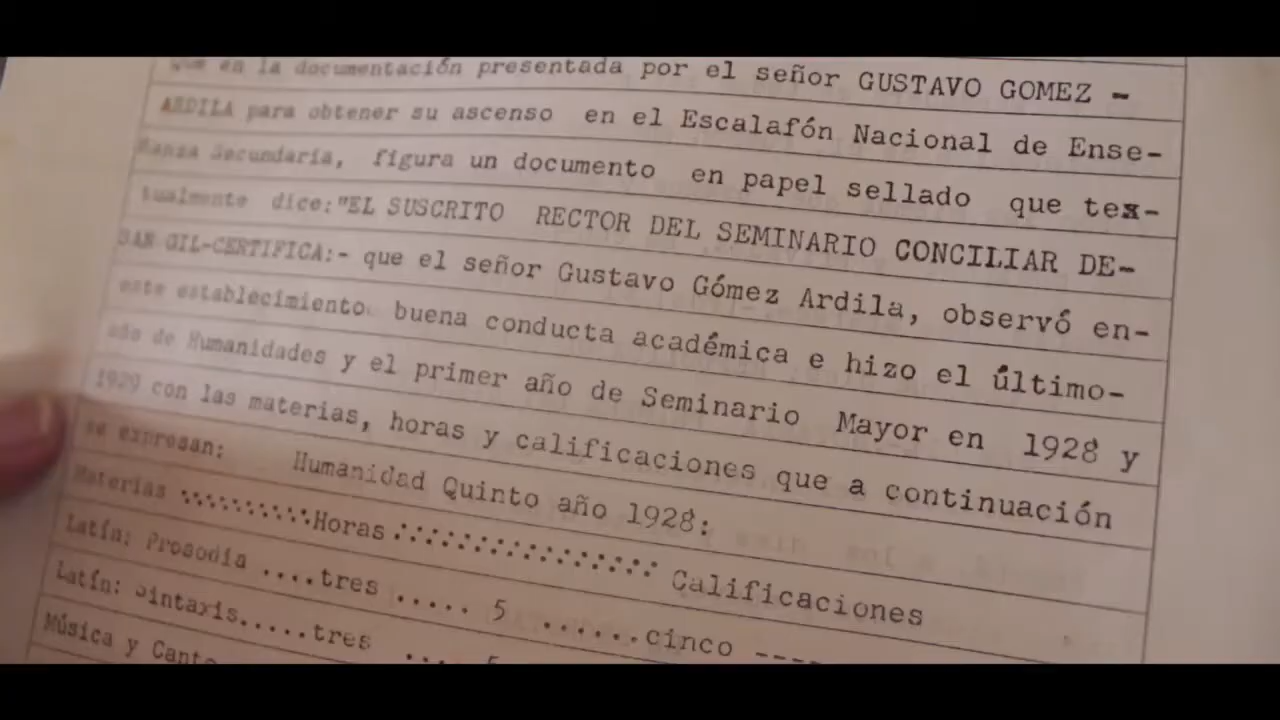 Que en la documentación presentada por el señor GUSTAVO GOMEZ -
ARDILA para obtener su ascenso en el Escalafón Nacional de Ense-
ñanza Secundaria, figura un documento en papel sellado que tex-
tualmente dice:"EL SUSCRITO RECTOR DEL SEMINARIO CONCILIAR DE-
SAN GIL-CERTIFICA:- que el señor Gustavo Gómez Ardila, observó en-
este establecimiento buena conducta académica e hizo el último-
año de Humanidades y el primer año de Seminario Mayor en 1928 y
1929 con las materias, horas y calificaciones que a continuación
se expresan: Humanidad Quinto año 1928:
Materias :::::::::Horas ::::::::::::::: Calificaciones
Latín: Prosodia ....tres ..... 5 ......cinco ----
Latín: Sintaxis.....tres ... 5
Música y Canto